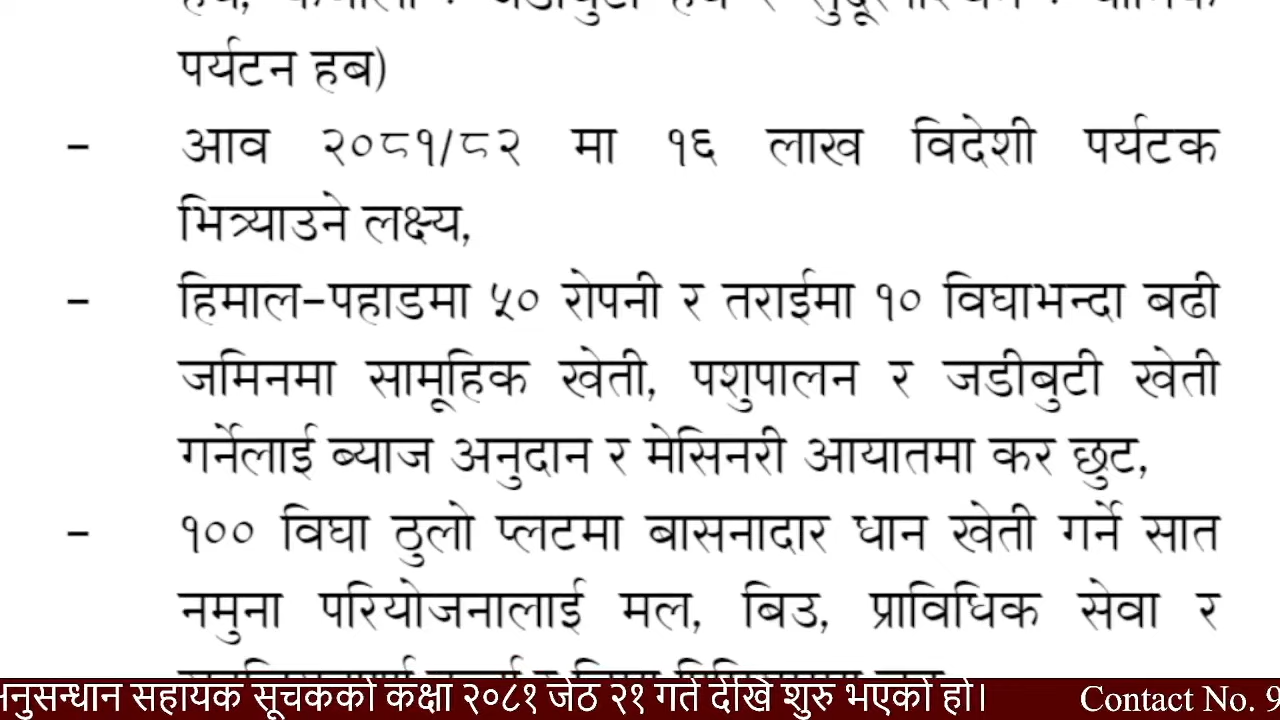 पर्यटन हब)
- आव २०८१/८२ मा १६ लाख विदेशी पर्यटक
भित्र्याउने लक्ष्य,
- हिमाल-पहाडमा ५० रोपनी र तराईमा १० विघाभन्दा बढी
जमिनमा सामूहिक खेती, पशुपालन र जडीबुटी खेती
गर्नेलाई ब्याज अनुदान र मेसिनरी आयातमा कर छुट,
- १०० विघा ठुलो प्लटमा बासनादार धान खेती गर्ने सात
नमुना परियोजनालाई मल, बिउ, प्राविधिक सेवा र
अनुसन्धान सहायक सूचकको कक्षा २०८१ जेठ २१ गते देखि शुरु भएको हो। Contact No. 9